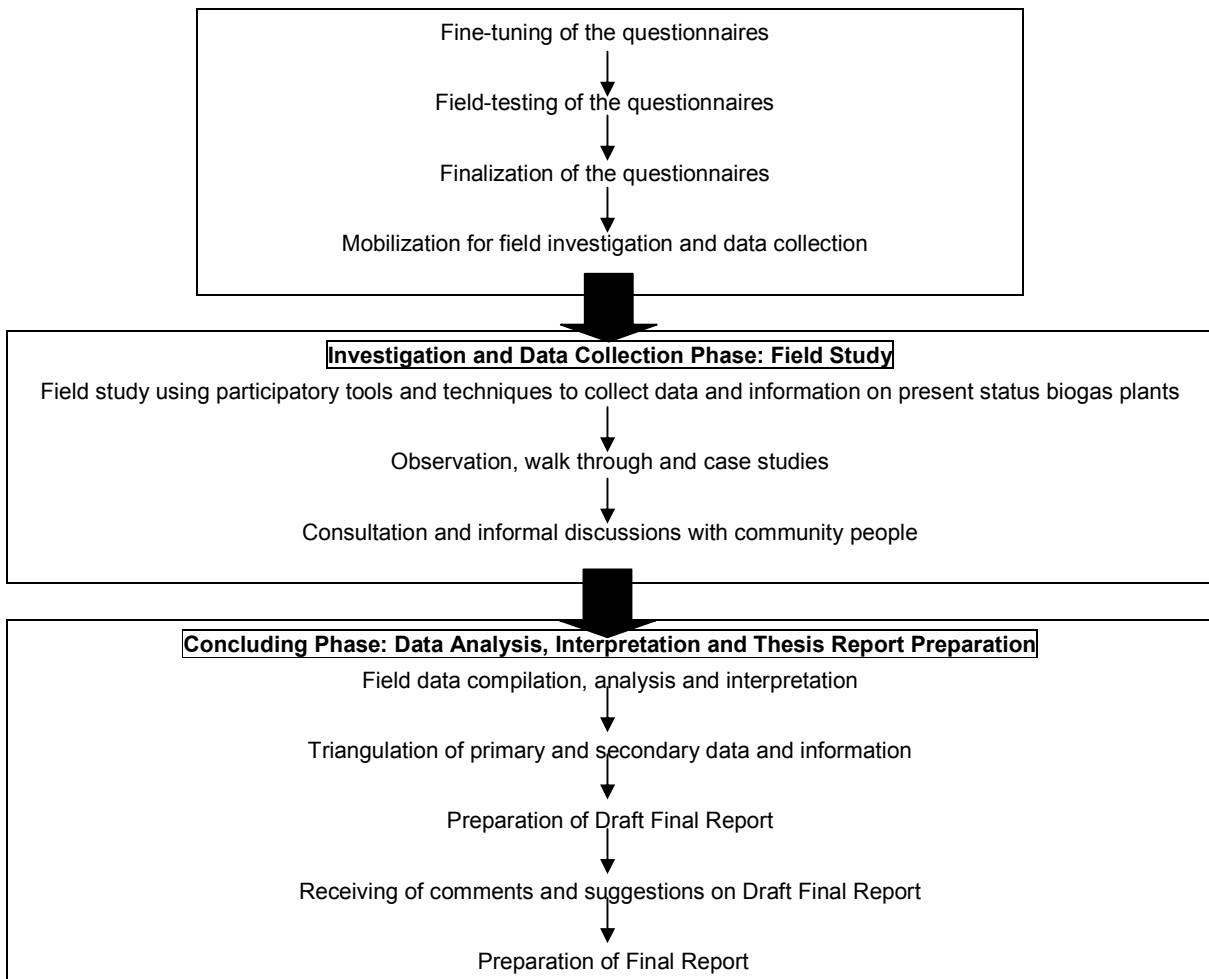 Fine-tuning of the questionnaires
Field-testing of the questionnaires
Finalization of the questionnaires
Mobilization for field investigation and data collection
Investigation and Data Collection Phase: Field Study
Field study using participatory tools and techniques to collect data and information on present status biogas plants
Observation, walk through and case studies
Consultation and informal discussions with community people
Concluding Phase: Data Analysis, Interpretation and Thesis Report Preparation
Field data compilation, analysis and interpretation
Triangulation of primary and secondary data and information
Preparation of Draft Final Report
Receiving of comments and suggestions on Draft Final Report
Preparation of Final Report